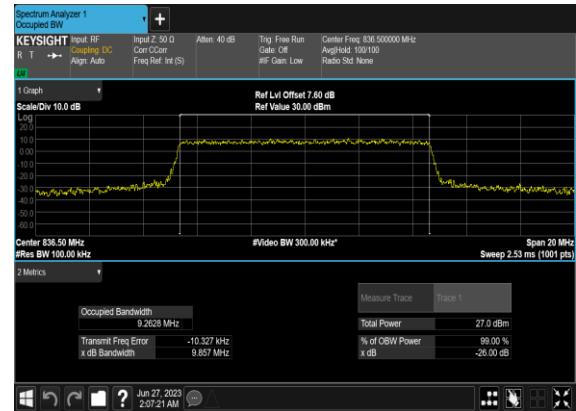 Spectrum Analyzer 1
Occupied BW
KEYSIGHT Input: RF Input Z: 50 Ω Atten: 40 dB Trig: Free Run Center Freq: 836.500000 MHz
R T Coupling: DC Corr CCorr Gate: Off Avg|Hold: 100/100
Align: Auto Freq Ref: Int (S) #IF Gain: Low Radio Std: None
1 Graph
Scale/Div 10.0 dB
Ref Lvl Offset 7.60 dB
Ref Value 30.00 dBm
Log
20.0
10.0
0.00
-10.0
-20.0
-30.0
-40.0
-50.0
-60.0
Center 836.50 MHz #Video BW 300.00 kHz* Span 20 MHz
#Res BW 100.00 kHz Sweep 2.53 ms (1001 pts)
2 Metrics
Measure Trace Trace 1
Occupied Bandwidth
9.2628 MHz
Total Power 27.0 dBm
Transmit Freq Error -10.327 kHz % of OBW Power 99.00 %
x dB Bandwidth 9.857 MHz x dB -26.00 dB
?
Jun 27, 2023
2:07:21 AM